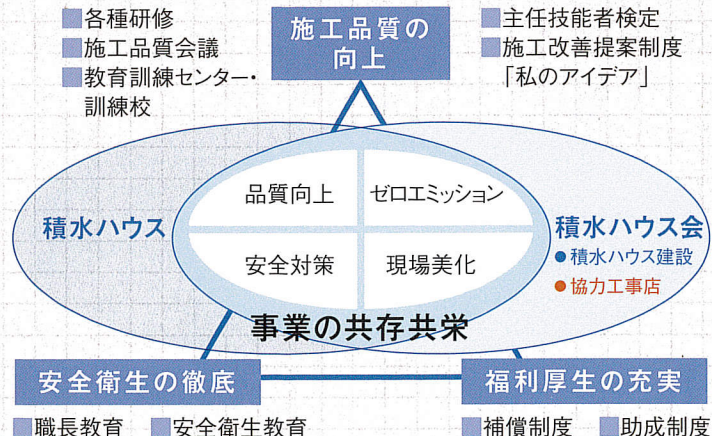 各種研修
施工品質会議
教育訓練センター・
訓練校
施工品質の
向上
主任技能者検定
施工改善提案制度
「私のアイデア」
積水ハウス
品質向上
ゼロエミッション
安全対策
現場美化
積水ハウス会
積水ハウス建設
協力工事店
事業の共存共栄
安全衛生の徹底
福利厚生の充実
職長教育
安全衛生教育
補償制度
助成制度